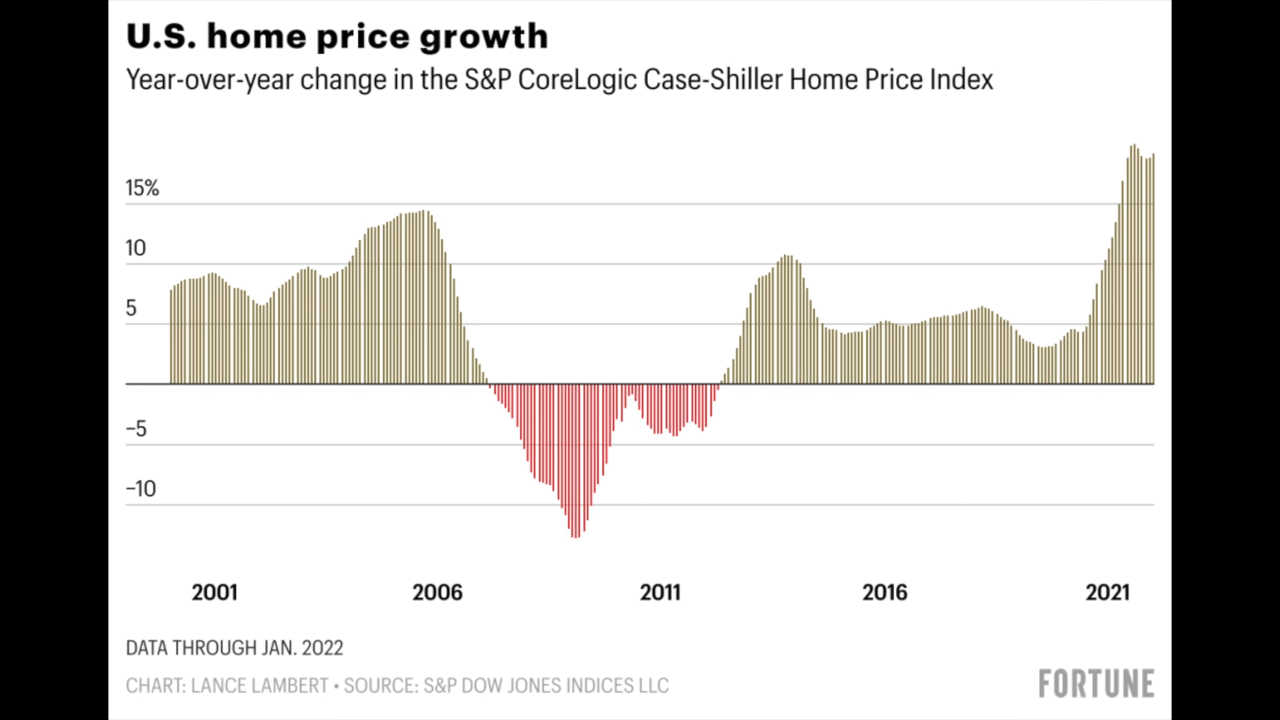 U.S. home price growth
Year-over-year change in the S&P CoreLogic Case-Shiller Home Price Index
15%
10
5
−5
−10
2001 2006 2011 2016 2021
DATA THROUGH JAN. 2022
CHART: LANCE LAMBERT • SOURCE: S&P DOW JONES INDICES LLC
FORTUNE